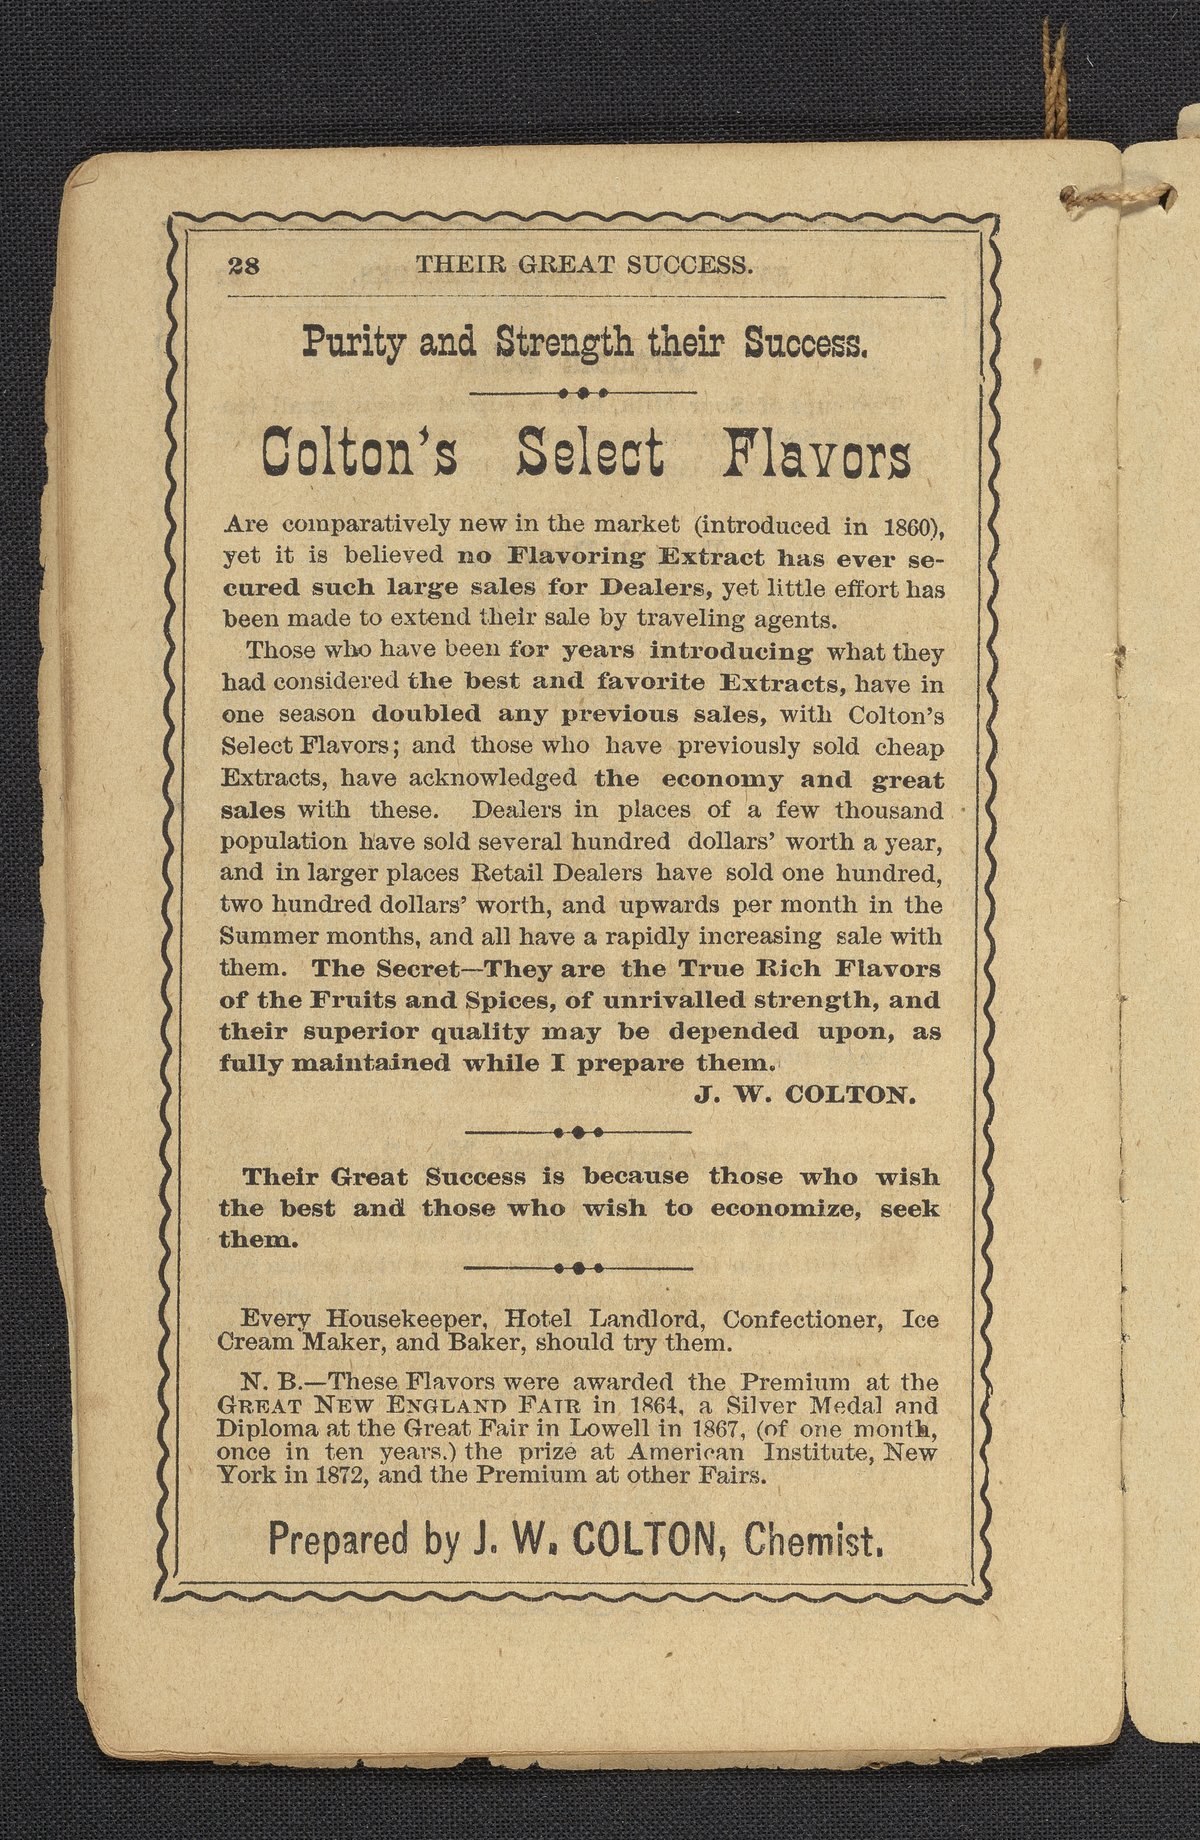 28 THEIR GREAT SUCCESS.
Purity and Strength their Success.
Colton's Select Flavors
Are comparatively new in the market (introduced in 1860),
yet it is believed no Flavoring Extract has ever se-
cured such large sales for Dealers, yet little effort has
been made to extend their sale by traveling agents.
Those who have been for years introducing what they
had considered the best and favorite Extracts, have in
one season doubled any previous sales, with Colton's
Select Flavors; and those who have previously sold cheap
Extracts, have acknowledged the economy and great
sales with these. Dealers in places of a few thousand
population have sold several hundred dollars' worth a year,
and in larger places Retail Dealers have sold one hundred,
two hundred dollars' worth, and upwards per month in the
Summer months, and all have a rapidly increasing sale with
them. The Secret—They are the True Rich Flavors
of the Fruits and Spices, of unrivalled strength, and
their superior quality may be depended upon, as
fully maintained while I prepare them.
J. W. COLTON.
Their Great Success is because those who wish
the best and those who wish to economize, seek
them.
Every Housekeeper, Hotel Landlord, Confectioner, Ice
Cream Maker, and Baker, should try them.
N. B.—These Flavors were awarded the Premium at the
GREAT NEW ENGLAND FAIR in 1864, a Silver Medal and
Diploma at the Great Fair in Lowell in 1867, (of one month,
once in ten years.) the prize at American Institute, New
York in 1872, and the Premium at other Fairs.
Prepared by J. W. COLTON, Chemist.